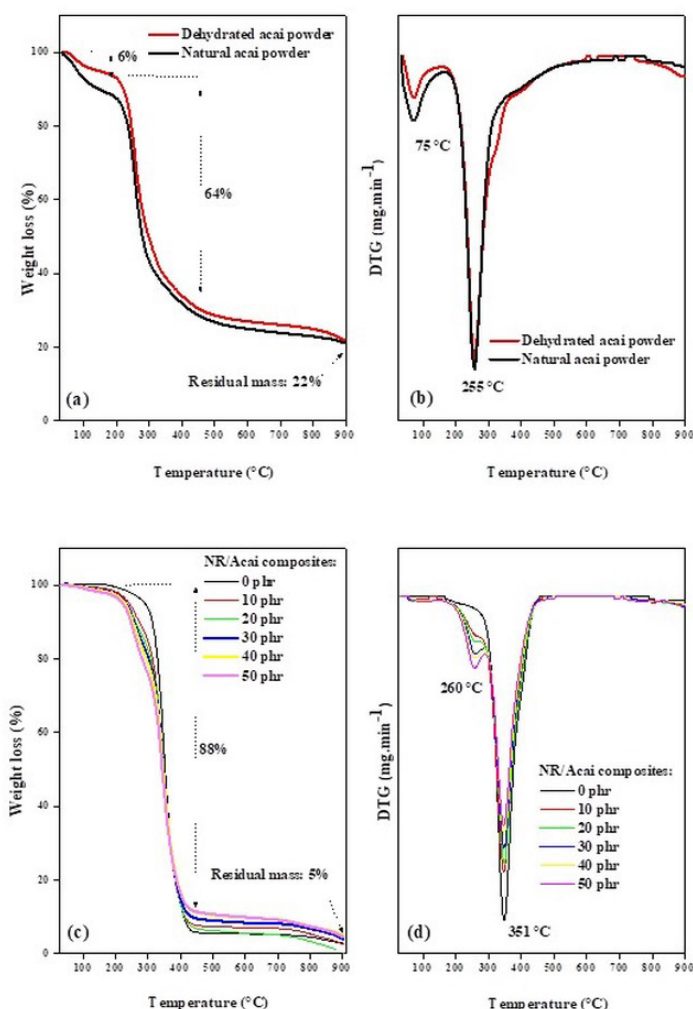 100
80
60
40
20
0
Weight loss (%)
Dehydrated acai powder
Natural acai powder
6%
64%
Residual mass: 22%
(a)
100 200 300 400 500 600 700 800 900
Temperature (°C)
DTG (mg.min⁻¹)
75 °C
Dehydrated acai powder
Natural acai powder
255 °C
(b)
100 200 300 400 500 600 700 800 900
Temperature (°C)
100
80
60
40
20
0
Weight loss (%)
NR/Acai composites:
0 phr
10 phr
20 phr
30 phr
40 phr
50 phr
88%
Residual mass: 5%
(c)
100 200 300 400 500 600 700 800 900
Temperature (°C)
DTG (mg.min⁻¹)
260 °C
NR/Acai composites:
0 phr
10 phr
20 phr
30 phr
40 phr
50 phr
351 °C
(d)
100 200 300 400 500 600 700 800 900
Temperature (°C)